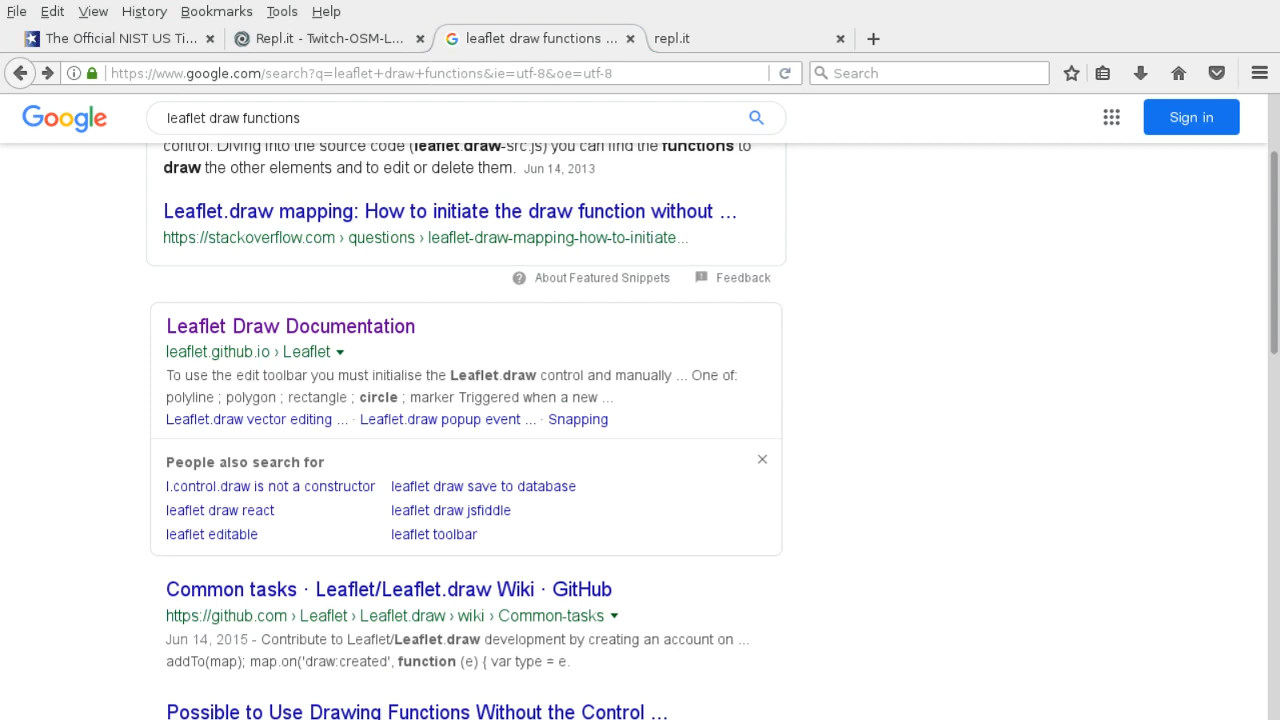 File Edit View History Bookmarks Tools Help
The Official NIST US Ti... Repl.it - Twitch-OSM-L... leaflet draw functions ... repl.it
https://www.google.com/search?q=leaflet+draw+functions&ie=utf-8&oe=utf-8 Search
Google leaflet draw functions Sign in
control. Diving into the source code (leaflet.draw-src.js) you can find the functions to
draw the other elements and to edit or delete them. Jun 14, 2013
Leaflet.draw mapping: How to initiate the draw function without ...
https://stackoverflow.com › questions › leaflet-draw-mapping-how-to-initiate...
About Featured Snippets Feedback
Leaflet Draw Documentation
leaflet.github.io › Leaflet
To use the edit toolbar you must initialise the Leaflet.draw control and manually ... One of:
polyline ; polygon ; rectangle ; circle ; marker Triggered when a new ...
Leaflet.draw vector editing ... · Leaflet.draw popup event ... · Snapping
People also search for
l.control.draw is not a constructor leaflet draw save to database
leaflet draw react leaflet draw jsfiddle
leaflet editable leaflet toolbar
Common tasks · Leaflet/Leaflet.draw Wiki · GitHub
https://github.com › Leaflet › Leaflet.draw › wiki › Common-tasks
Jun 14, 2015 - Contribute to Leaflet/Leaflet.draw development by creating an account on ...
addTo(map); map.on('draw:created', function (e) { var type = e.
Possible to Use Drawing Functions Without the Control ...